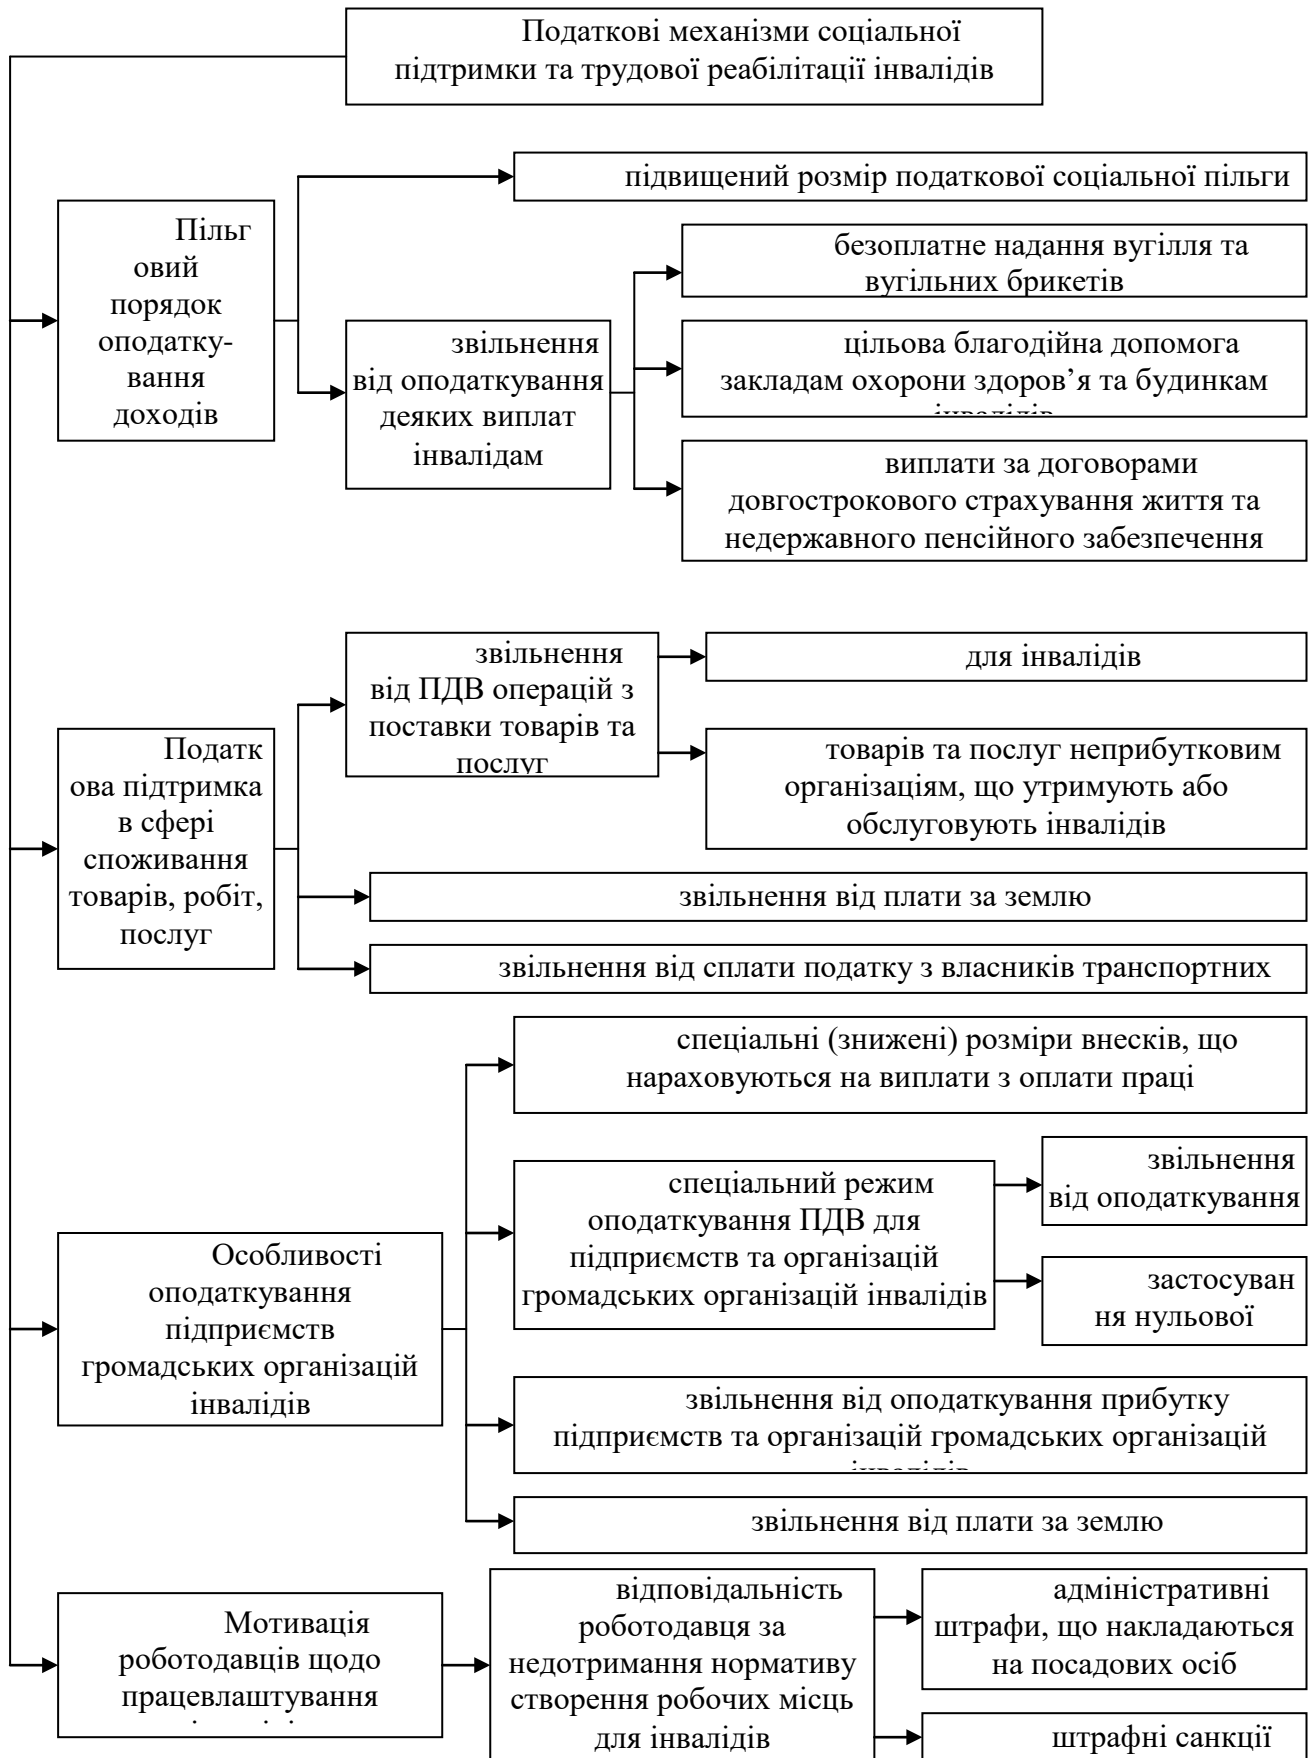 Податкові механізми соціальної
підтримки та трудової реабілітації інвалідів
Пільг
овий
порядок
оподатку-
вання
доходів
підвищений розмір податкової соціальної пільги
звільнення
від оподаткування
деяких виплат
інвалідам
безоплатне надання вугілля та
вугільних брикетів
цільова благодійна допомога
закладам охорони здоров’я та будинкам
виплати за договорами
довгострокового страхування життя та
недержавного пенсійного забезпечення
Податк
ова підтримка
в сфері
споживання
товарів, робіт,
послуг
звільнення
від ПДВ операцій з
поставки товарів та
послуг
для інвалідів
товарів та послуг неприбутковим
організаціям, що утримують або
обслуговують інвалідів
звільнення від плати за землю
звільнення від сплати податку з власників транспортних
Особливості
оподаткування
підприємств
громадських організацій
інвалідів
спеціальні (знижені) розміри внесків, що
нараховуються на виплати з оплати праці
спеціальний режим
оподаткування ПДВ для
підприємств та організацій
громадських організацій інвалідів
звільнення
від оподаткування
застосуван
ня нульової
звільнення від оподаткування прибутку
підприємств та організацій громадських організацій
звільнення від плати за землю
Мотивація
роботодавців щодо
працевлаштування
відповідальність
роботодавця за
недотримання нормативу
створення робочих місць
для інвалідів
адміністративні
штрафи, що накладаються
на посадових осіб
штрафні санкції